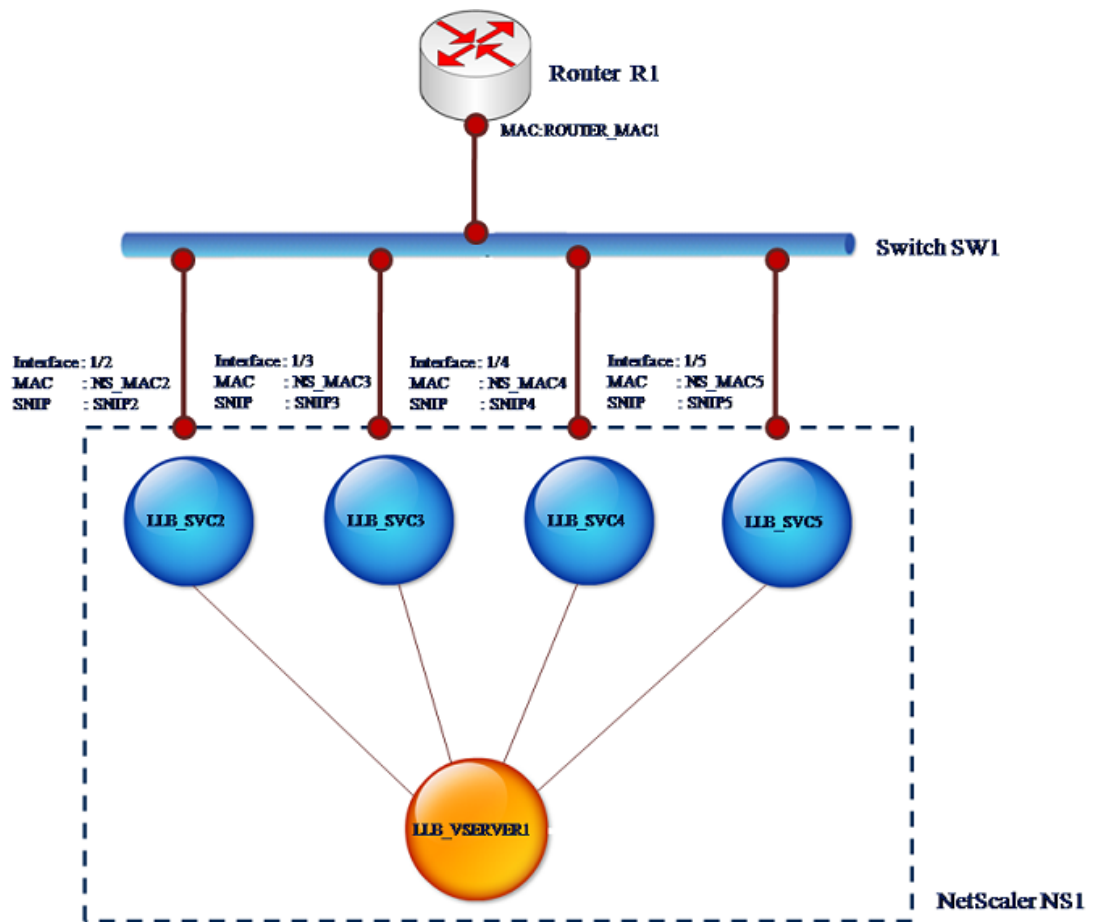 Router R1
MAC:ROUTER_MAC1
Switch SW1
Interface : 1/2
MAC : NS_MAC2
SNIP : SNIP2
Interface : 1/3
MAC : NS_MAC3
SNIP : SNIP3
Interface : 1/4
MAC : NS_MAC4
SNIP : SNIP4
Interface : 1/5
MAC : NS_MAC5
SNIP : SNIP5
LLB_SVC2
LLB_SVC3
LLB_SVC4
LLB_SVC5
LLB_VSERVER1
NetScaler NS1